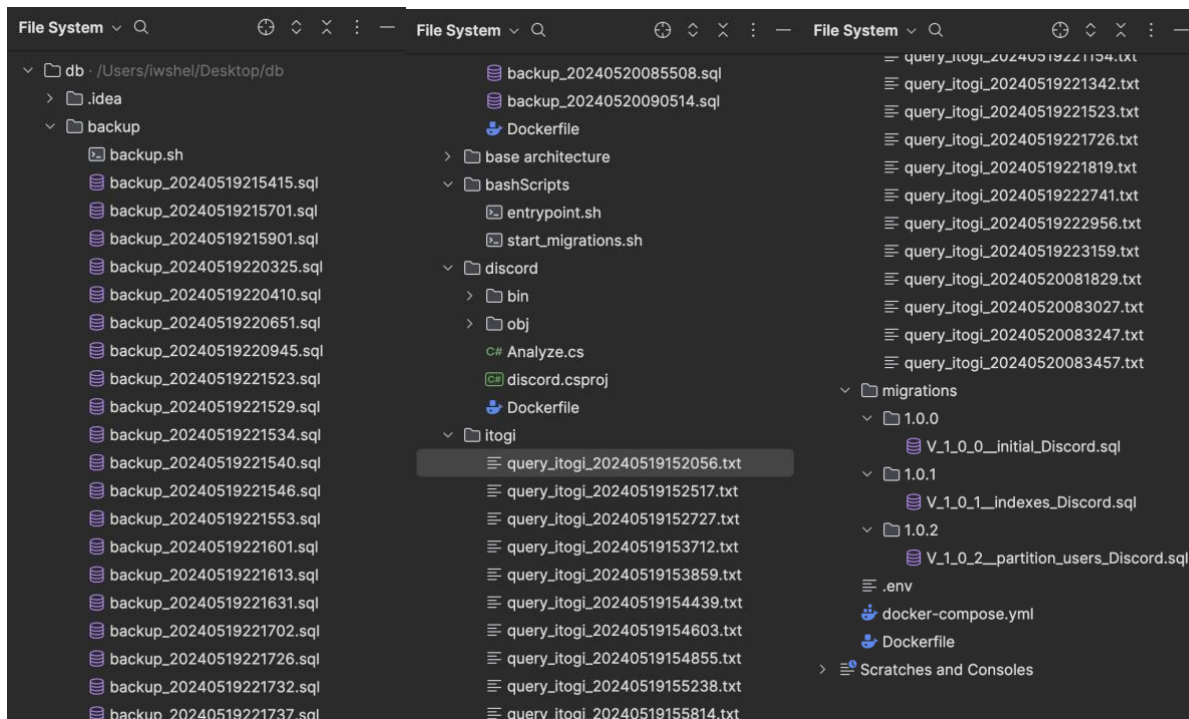 File System
db · /Users/iwshel/Desktop/db
.idea
backup
backup.sh
backup_20240519215415.sql
backup_20240519215701.sql
backup_20240519215901.sql
backup_20240519220325.sql
backup_20240519220410.sql
backup_20240519220651.sql
backup_20240519220945.sql
backup_20240519221523.sql
backup_20240519221529.sql
backup_20240519221534.sql
backup_20240519221540.sql
backup_20240519221546.sql
backup_20240519221553.sql
backup_20240519221601.sql
backup_20240519221613.sql
backup_20240519221631.sql
backup_20240519221702.sql
backup_20240519221726.sql
backup_20240519221732.sql
backup_20240519221737.sql
File System
backup_20240520085508.sql
backup_20240520090514.sql
Dockerfile
base architecture
bashScripts
entrypoint.sh
start_migrations.sh
discord
bin
obj
C# Analyze.cs
C# discord.csproj
Dockerfile
itogi
query_itogi_20240519152056.txt
query_itogi_20240519152517.txt
query_itogi_20240519152727.txt
query_itogi_20240519153712.txt
query_itogi_20240519153859.txt
query_itogi_20240519154439.txt
query_itogi_20240519154603.txt
query_itogi_20240519154855.txt
query_itogi_20240519155238.txt
query_itogi_20240519155814.txt
File System
query_itogi_20240519221154.txt
query_itogi_20240519221342.txt
query_itogi_20240519221523.txt
query_itogi_20240519221726.txt
query_itogi_20240519221819.txt
query_itogi_20240519222741.txt
query_itogi_20240519222956.txt
query_itogi_20240519223159.txt
query_itogi_20240520081829.txt
query_itogi_20240520083027.txt
query_itogi_20240520083247.txt
query_itogi_20240520083457.txt
migrations
1.0.0
V_1_0_0__initial_Discord.sql
1.0.1
V_1_0_1__indexes_Discord.sql
1.0.2
V_1_0_2__partition_users_Discord.sql
.env
docker-compose.yml
Dockerfile
Scratches and Consoles